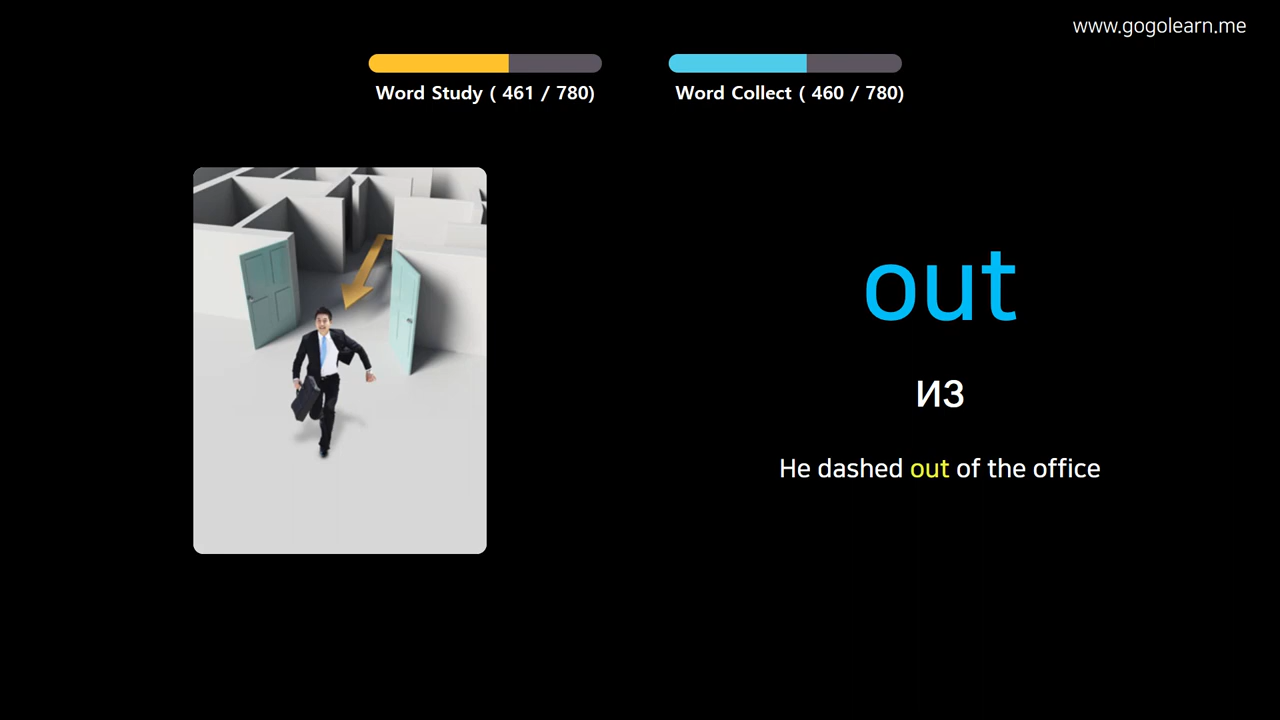 www.gogolearn.me
Word Study ( 461 / 780)
Word Collect ( 460 / 780)
out
из
He dashed out of the office